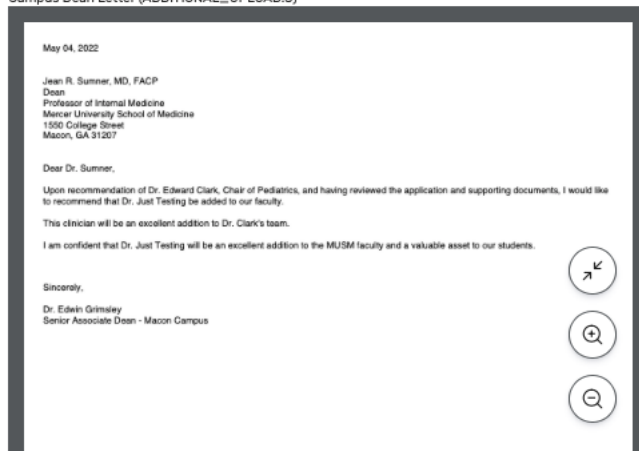 Campus Dean Letter (ADDITIONAL_UPLOAD.3)
May 04, 2022
Jean R. Sumner, MD, FACP
Dean
Professor of Internal Medicine
Mercer University School of Medicine
1550 College Street
Macon, GA 31207
Dear Dr. Sumner,
Upon recommendation of Dr. Edward Clark, Chair of Pediatrics, and having reviewed the application and supporting documents, I would like
to recommend that Dr. Just Testing be added to our faculty.
This clinician will be an excellent addition to Dr. Clark's team.
I am confident that Dr. Just Testing will be an excellent addition to the MUSM faculty and a valuable asset to our students.
Sincerely,
Dr. Edwin Grimsley
Senior Associate Dean - Macon Campus